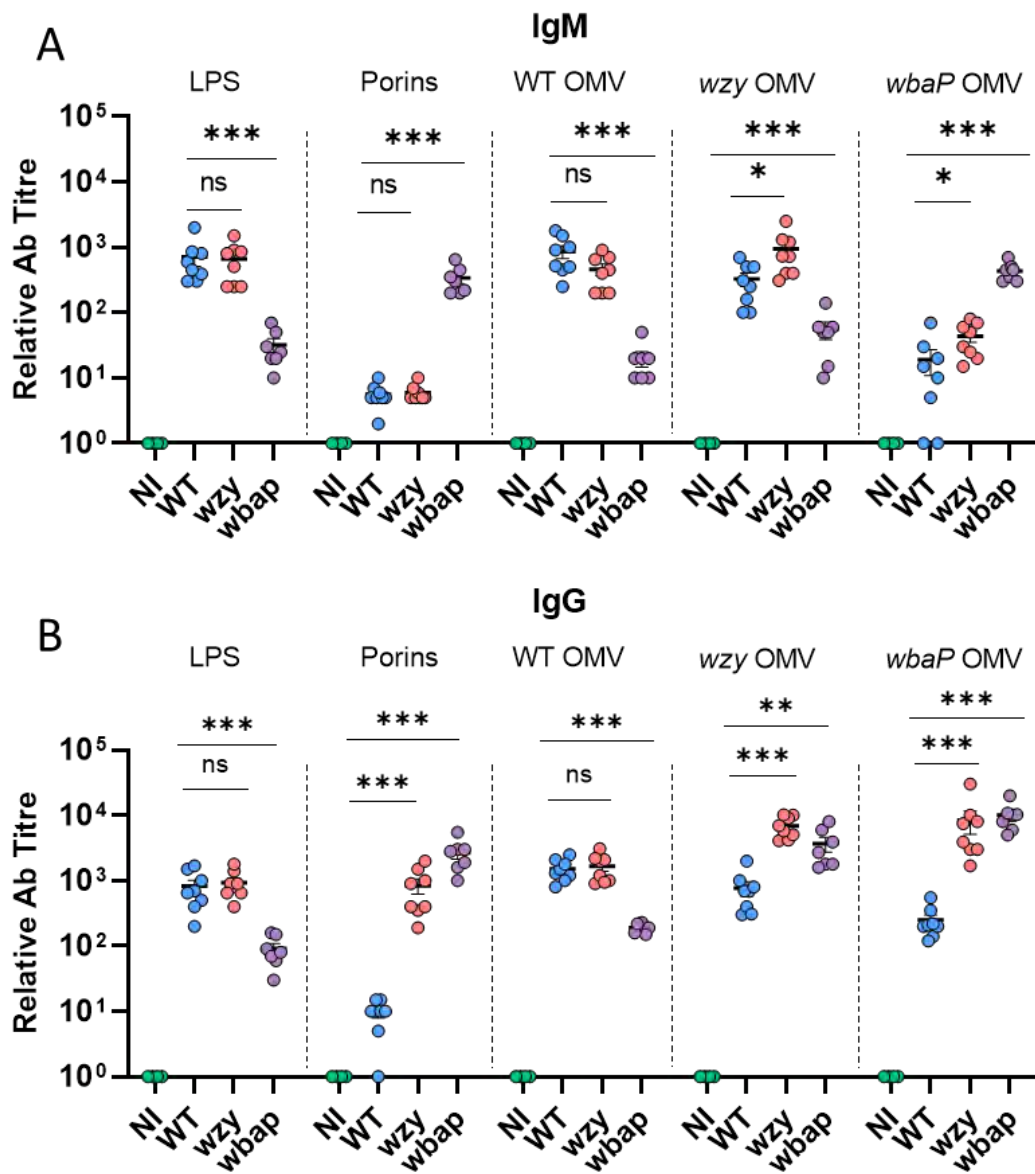 A
IgM
LPS Porins WT OMV wzy OMV wbaP OMV
*** *** *** *** ***
ns ns ns * *
Relative Ab Titre
10⁵
10⁴
10³
10²
10¹
10⁰
NI WT wzy wbap NI WT wzy wbap NI WT wzy wbap NI WT wzy wbap NI WT wzy wbap
B
IgG
LPS Porins WT OMV wzy OMV wbaP OMV
*** *** *** ** ***
ns *** ns *** ***
Relative Ab Titre
10⁵
10⁴
10³
10²
10¹
10⁰
NI WT wzy wbap NI WT wzy wbap NI WT wzy wbap NI WT wzy wbap NI WT wzy wbap